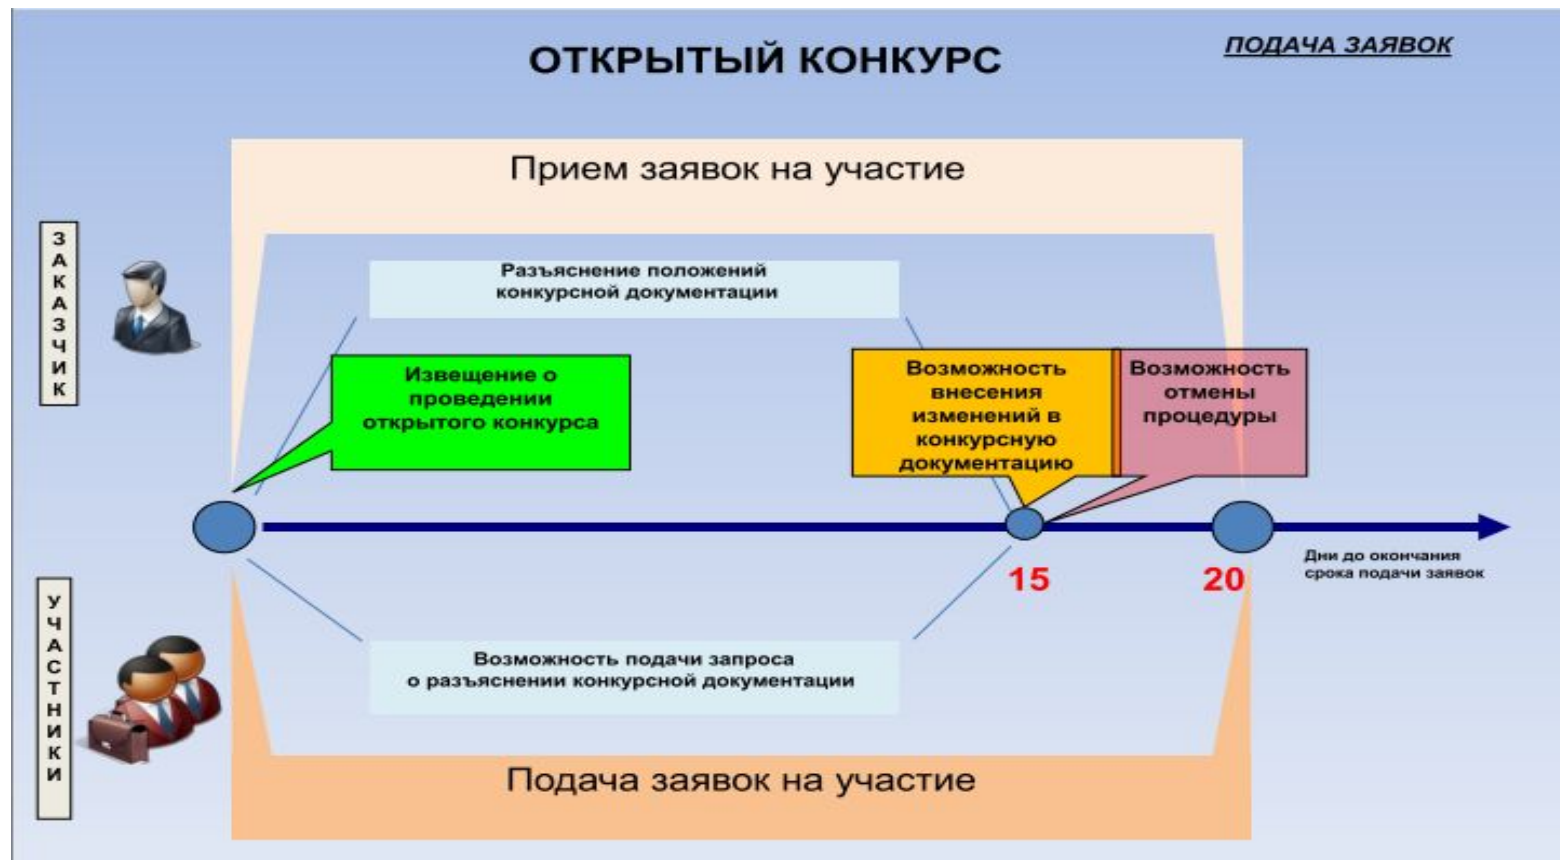 ОТКРЫТЫЙ КОНКУРС
ПОДАЧА ЗАЯВОК
Прием заявок на участие
ЗАКАЗЧИК
Разъяснение положений
конкурсной документации
Извещение о
проведении
открытого конкурса
Возможность
внесения
изменений в
конкурсную
документацию
Возможность
отмены
процедуры
15
20
Дни до окончания
срока подачи заявок
УЧАСТНИКИ
Возможность подачи запроса
о разъяснении конкурсной документации
Подача заявок на участие